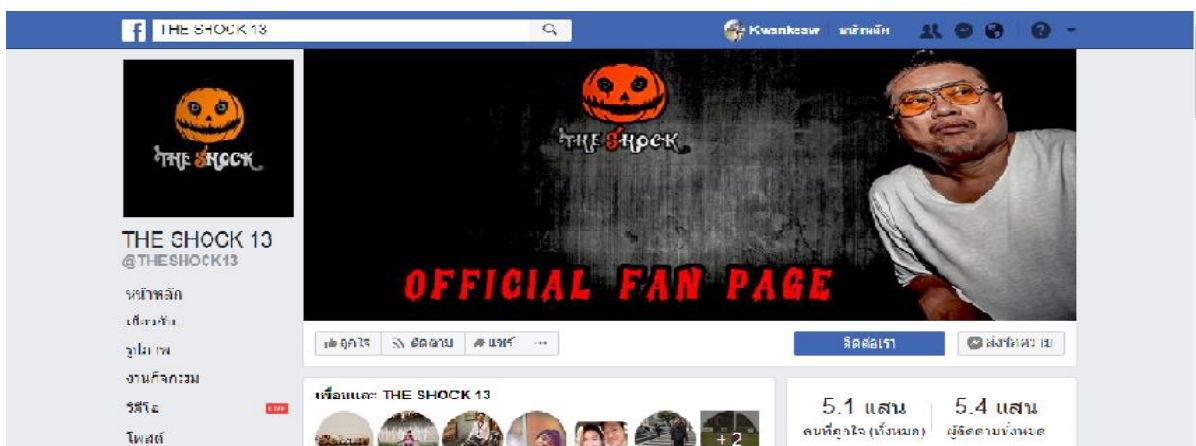 THE SHOCK 13
Kwankeaw หน้าหลัก
THE SHOCK
THE SHOCK
OFFICIAL FAN PAGE
THE SHOCK 13
@THESHOCK13
หน้าหลัก
เกี่ยวกับ
รูปภาพ
งานกิจกรรม
วิดีโอ LIVE
โพสต์
ถูกใจ ติดตาม แชร์ ...
ติดต่อเรา ส่งข้อความ
เพื่อนและ THE SHOCK 13
+2
5.1 แสน 5.4 แสน
คนที่ถูกใจ (ทั้งหมด) ผู้ติดตามทั้งหมด